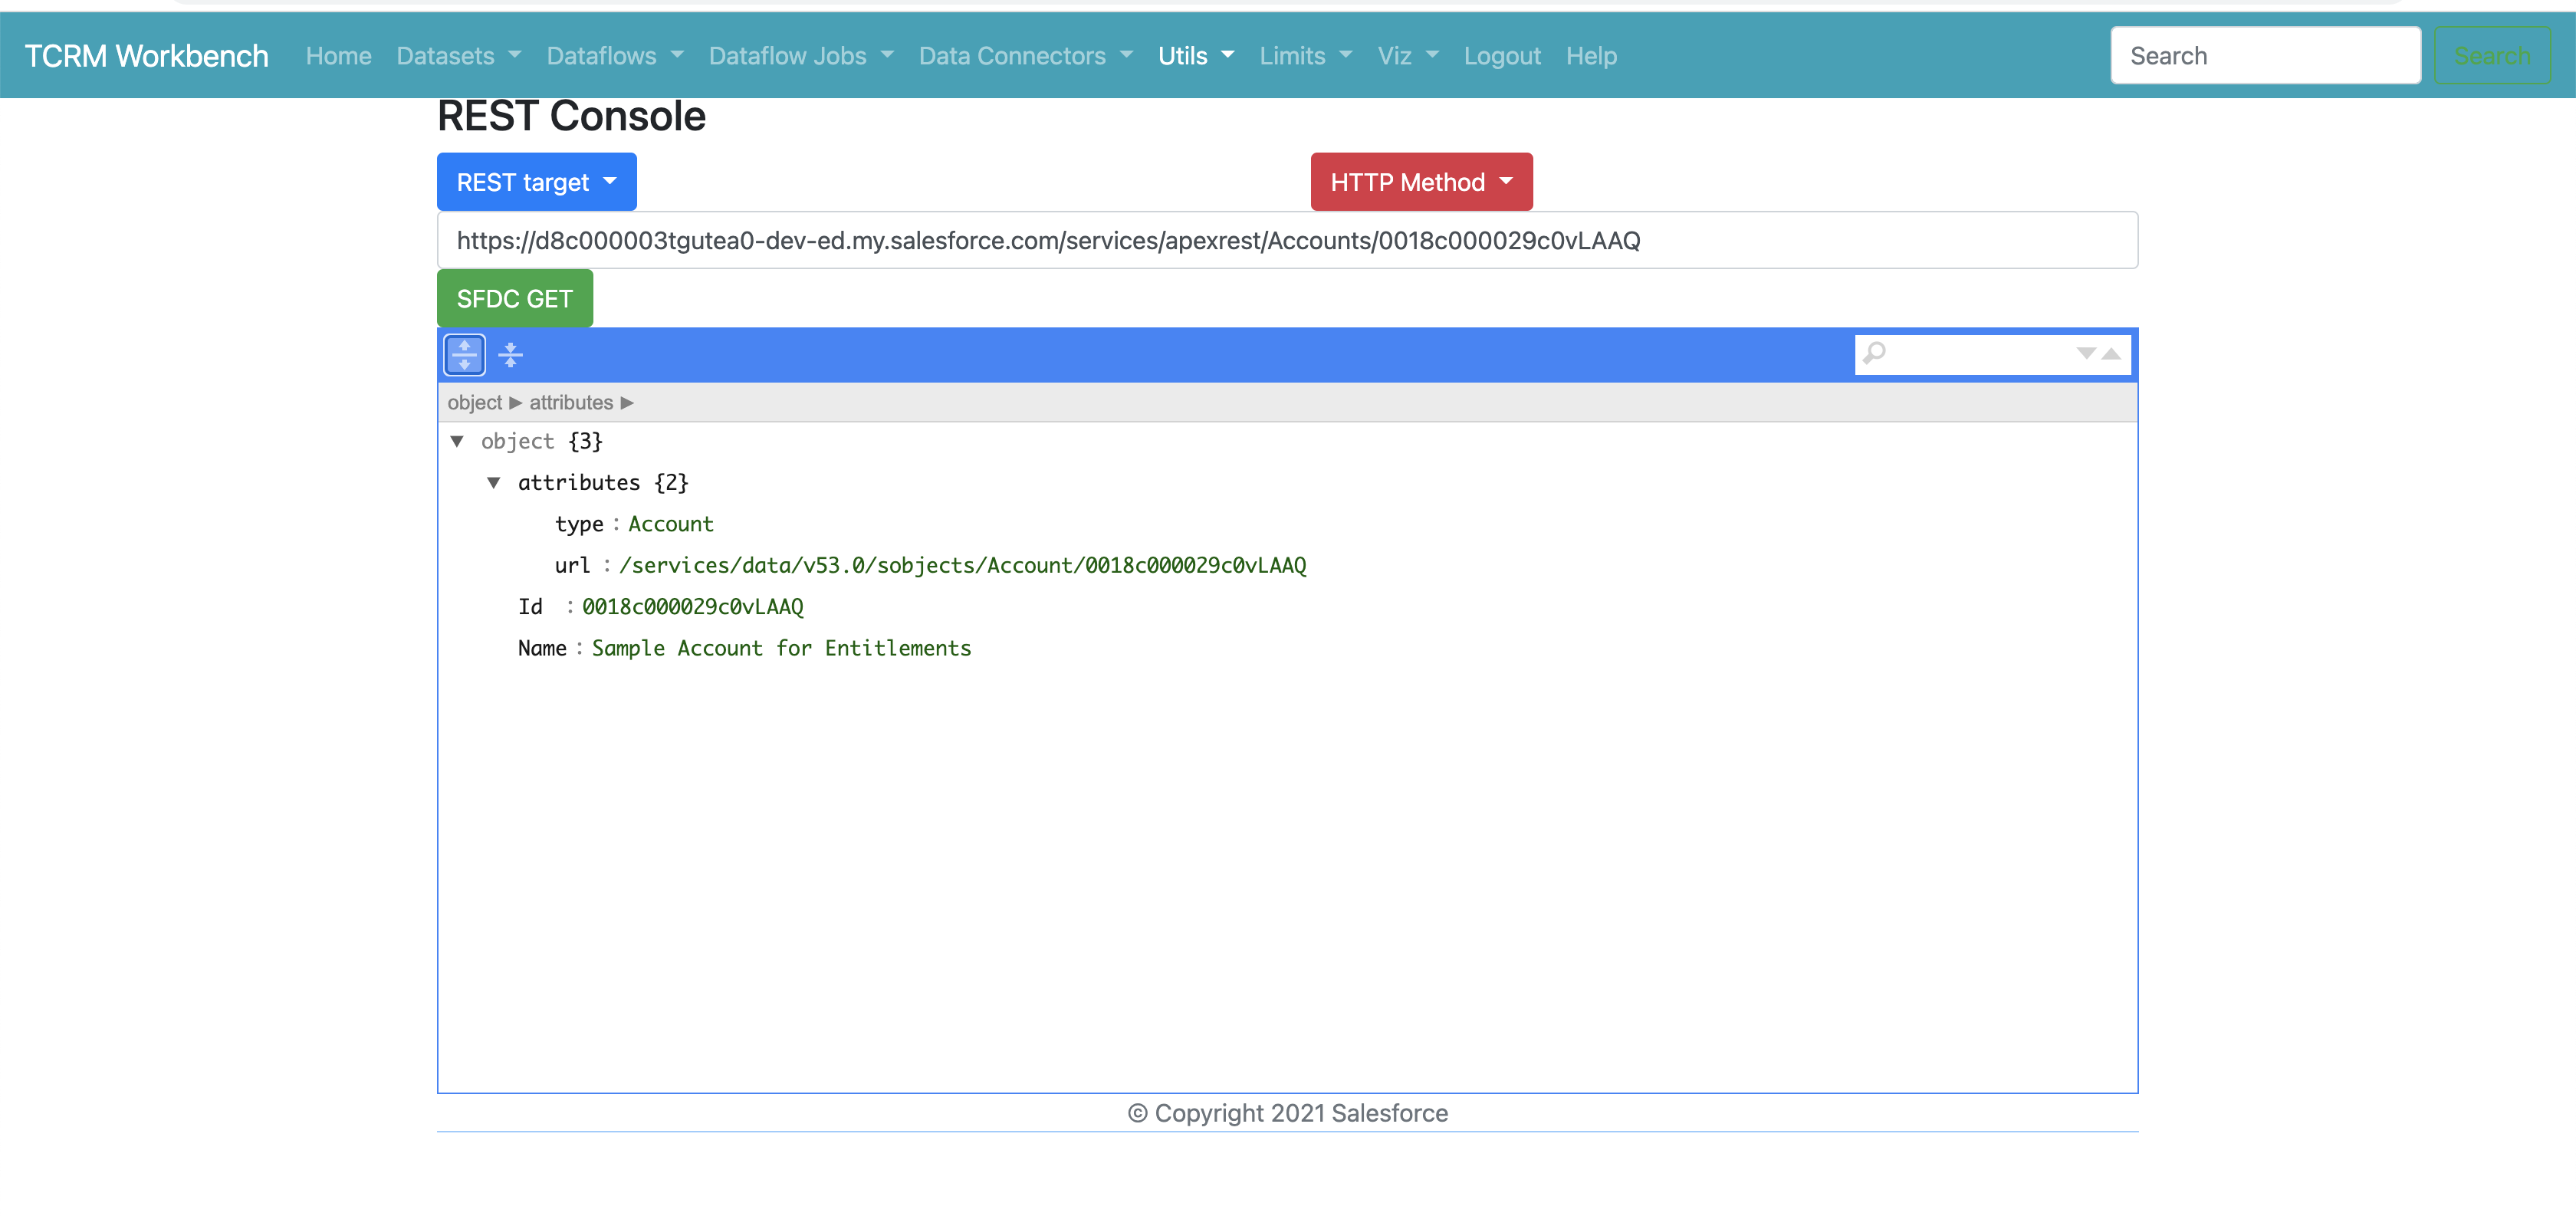 TCRM Workbench Home Datasets Dataflows Dataflow Jobs Data Connectors Utils Limits Viz Logout Help Search Search
REST Console
REST target HTTP Method
https://d8c000003tgutea0-dev-ed.my.salesforce.com/services/apexrest/Accounts/0018c000029c0vLAAQ
SFDC GET
object ▶ attributes ▶
▼ object {3}
▼ attributes {2}
type : Account
url : /services/data/v53.0/sobjects/Account/0018c000029c0vLAAQ
Id : 0018c000029c0vLAAQ
Name : Sample Account for Entitlements
© Copyright 2021 Salesforce